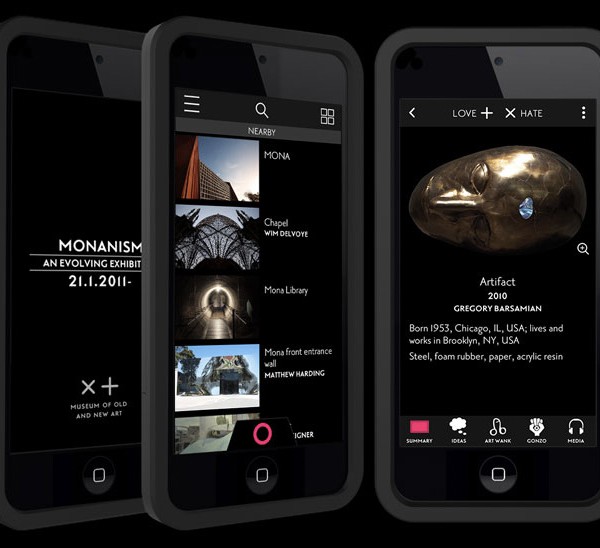 MONANISM
AN EVOLVING EXHIBIT
21.1.2011-
MUSEUM OF OLD
AND NEW ART
NEARBY
MONA
Chapel
WIM DELVOYE
Mona Library
Mona front entrance
wall
MATTHEW HARDING
IGNER
LOVE + × HATE
Artifact
2010
GREGORY BARSAMIAN
Born 1953, Chicago, IL, USA; lives and
works in Brooklyn, NY, USA
Steel, foam rubber, paper, acrylic resin
SUMMARY
IDEAS
ART WANK
GONZO
MEDIA